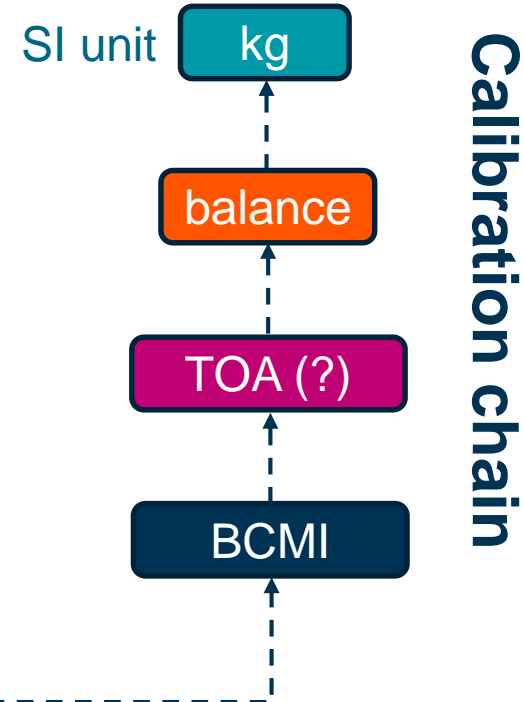 SI unit
kg
balance
TOA (?)
BCMI
Calibration chain